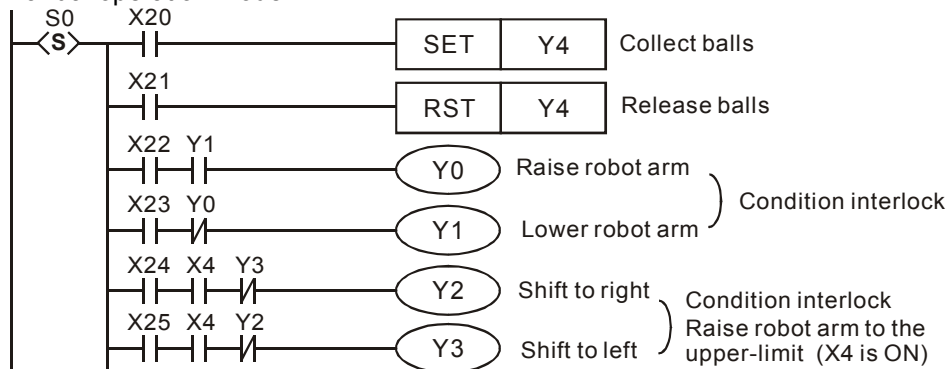 S0 X20
S SET Y4 Collect balls
X21
RST Y4 Release balls
X22 Y1
Y0 Raise robot arm
Condition interlock
X23 Y0
Y1 Lower robot arm
X24 X4 Y3
Y2 Shift to right
X25 X4 Y2
Y3 Shift to left
Condition interlock
Raise robot arm to the
upper-limit (X4 is ON)